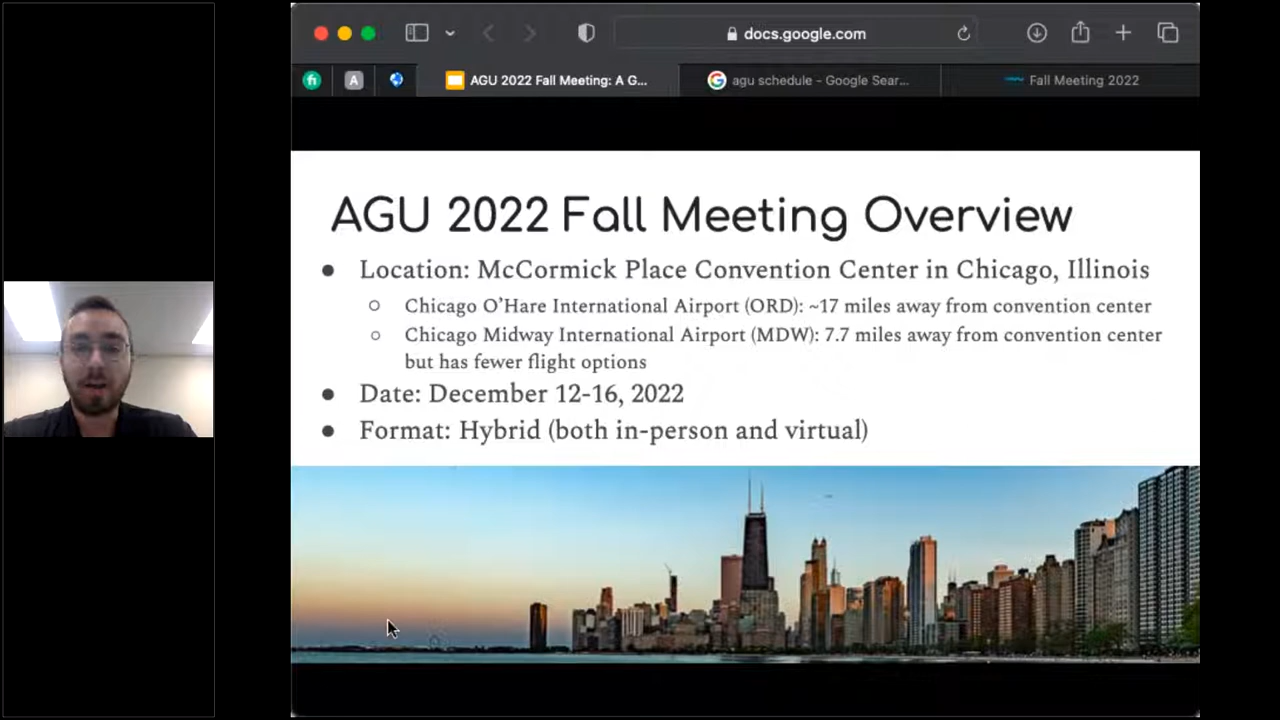 docs.google.com
A
AGU 2022 Fall Meeting: A G...
agu schedule - Google Sear...
Fall Meeting 2022
AGU 2022 Fall Meeting Overview
● Location: McCormick Place Convention Center in Chicago, Illinois
○ Chicago O’Hare International Airport (ORD): ~17 miles away from convention center
○ Chicago Midway International Airport (MDW): 7.7 miles away from convention center
but has fewer flight options
● Date: December 12-16, 2022
● Format: Hybrid (both in-person and virtual)